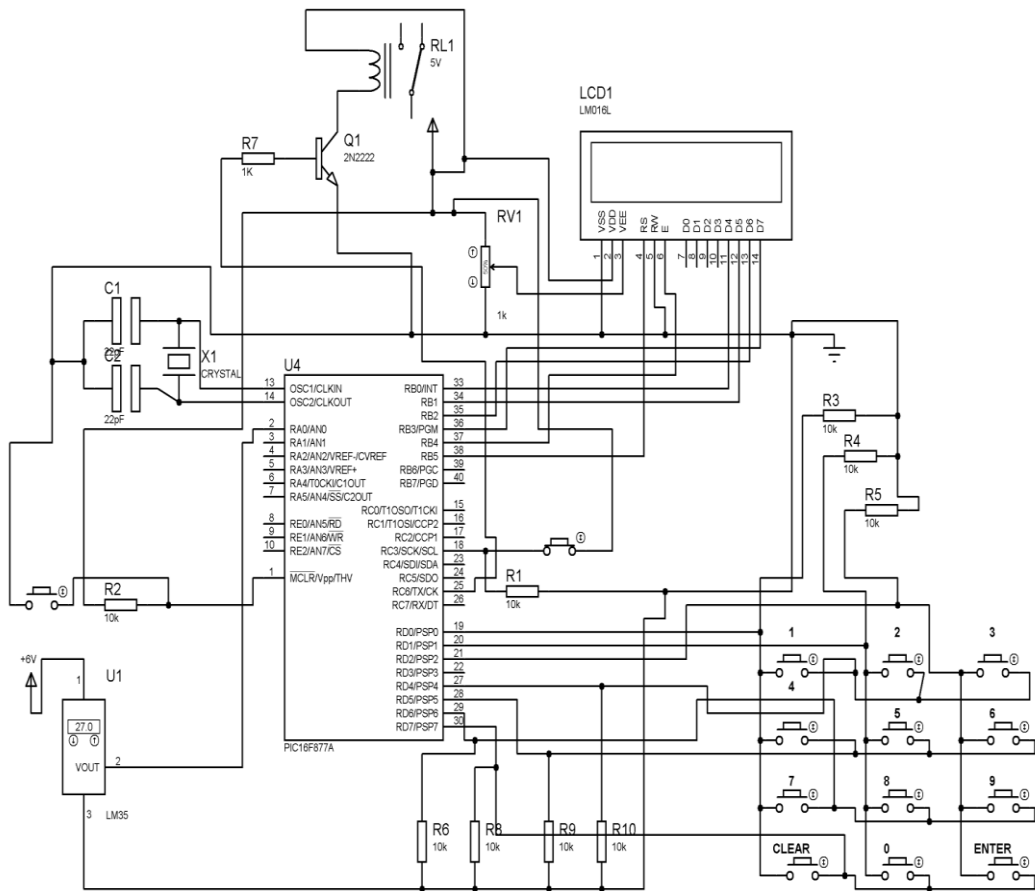 RL1
5V
LCD1
LM016L
R7
1K
Q1
2N2222
RV1
50%
1k
VSS
VDD
VEE
RS
RW
E
D0
D1
D2
D3
D4
D5
D6
D7
1
2
3
4
5
6
7
8
9
10
11
12
13
14
C1
22pF
C2
22pF
X1
CRYSTAL
U4
13 OSC1/CLKIN RB0/INT 33
14 OSC2/CLKOUT RB1 34
RB2 35
2 RA0/AN0 RB3/PGM 36
3 RA1/AN1 RB4 37
4 RA2/AN2/VREF-/CVREF RB5 38
5 RA3/AN3/VREF+ RB6/PGC 39
6 RA4/T0CKI/C1OUT RB7/PGD 40
7 RA5/AN4/SS/C2OUT
RC0/T1OSO/T1CKI 15
8 RE0/AN5/RD RC1/T1OSI/CCP2 16
9 RE1/AN6/WR RC2/CCP1 17
10 RE2/AN7/CS RC3/SCK/SCL 18
RC4/SDI/SDA 23
1 MCLR/Vpp/THV RC5/SDO 24
RC6/TX/CK 25
RC7/RX/DT 26
RD0/PSP0 19
RD1/PSP1 20
RD2/PSP2 21
RD3/PSP3 22
RD4/PSP4 27
RD5/PSP5 28
RD6/PSP6 29
RD7/PSP7 30
PIC16F877A
R3
10k
R4
10k
R5
10k
R1
10k
R2
10k
+6V
U1
1
27.0
VOUT 2
3 LM35
R6
10k
R8
10k
R9
10k
R10
10k
1 2 3
4
5 6
7 8 9
CLEAR 0 ENTER